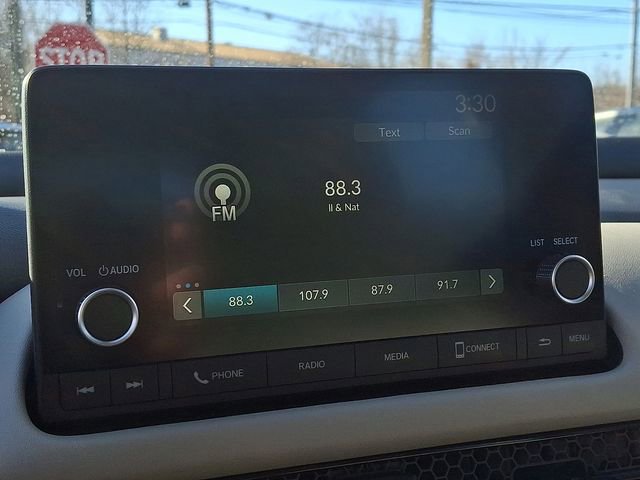 STOP
3:30
Text Scan
88.3
FM
Il & Nat
LIST SELECT
VOL AUDIO
88.3 107.9 87.9 91.7
PHONE RADIO MEDIA CONNECT MENU